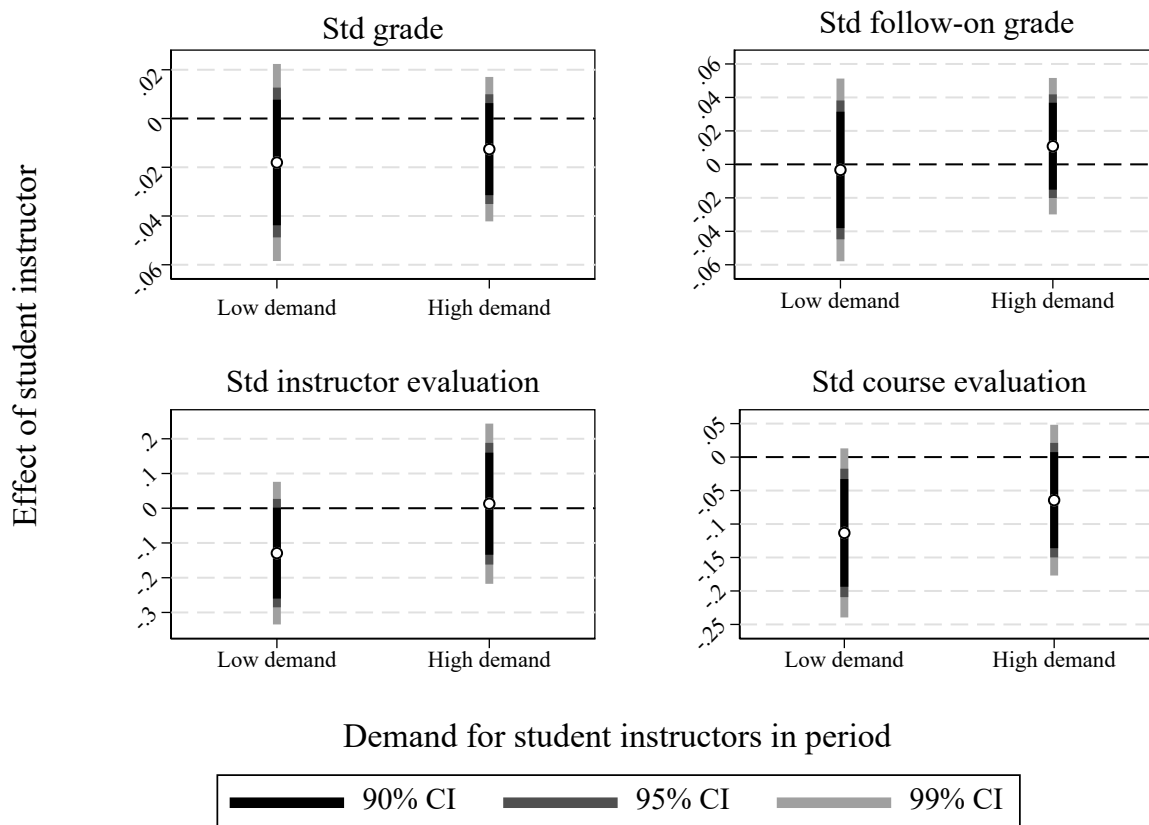 Std grade
.02
0
-.02
-.04
-.06
Low demand
High demand
Std follow-on grade
.06
.04
.02
0
-.02
-.04
-.06
Low demand
High demand
Std instructor evaluation
.2
.1
0
-.1
-.2
-.3
Low demand
High demand
Std course evaluation
.05
0
-.05
-.1
-.15
-.2
-.25
Low demand
High demand
Effect of student instructor
Demand for student instructors in period
90% CI
95% CI
99% CI